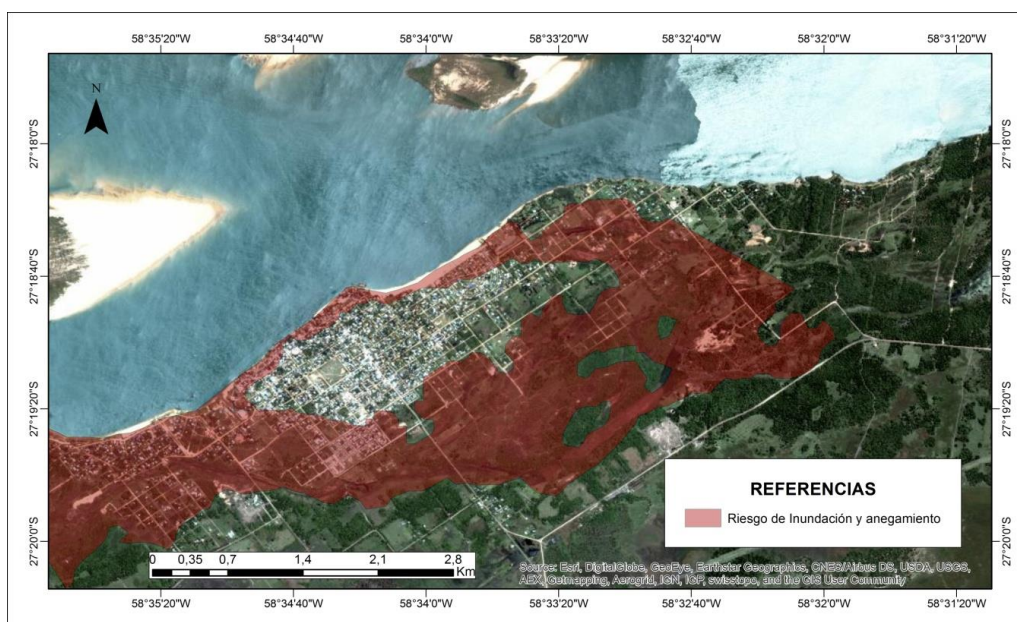 58°35'20"W 58°34'40"W 58°34'0"W 58°33'20"W 58°32'40"W 58°32'0"W 58°31'20"W
N
27°18'0"S 27°18'0"S
27°18'40"S 27°18'40"S
27°19'20"S 27°19'20"S
27°20'0"S 27°20'0"S
REFERENCIAS
Riesgo de Inundación y anegamiento
0 0,35 0,7 1,4 2,1 2,8
Km
Source: Esri, DigitalGlobe, GeoEye, Earthstar Geographics, CNES/Airbus DS, USDA, USGS,
AEX, Getmapping, Aerogrid, IGN, IGP, swisstopo, and the GIS User Community
58°35'20"W 58°34'40"W 58°34'0"W 58°33'20"W 58°32'40"W 58°32'0"W 58°31'20"W